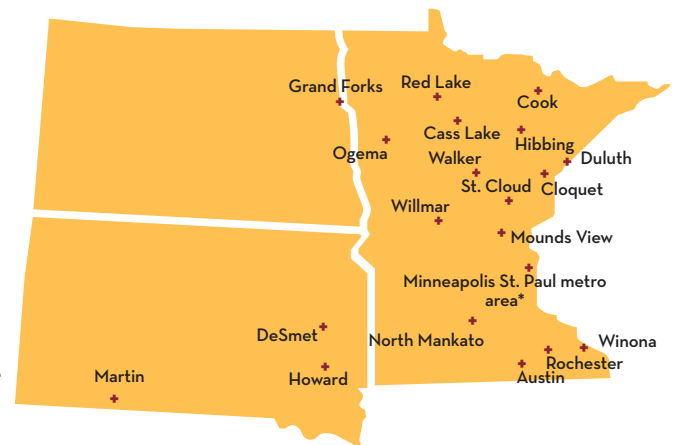 Grand Forks
Red Lake
Cook
Cass Lake
Hibbing
Ogema
Walker
Duluth
St. Cloud
Cloquet
Willmar
Mounds View
Minneapolis St. Paul metro
area*
DeSmet
North Mankato
Winona
Rochester
Martin
Howard
Austin